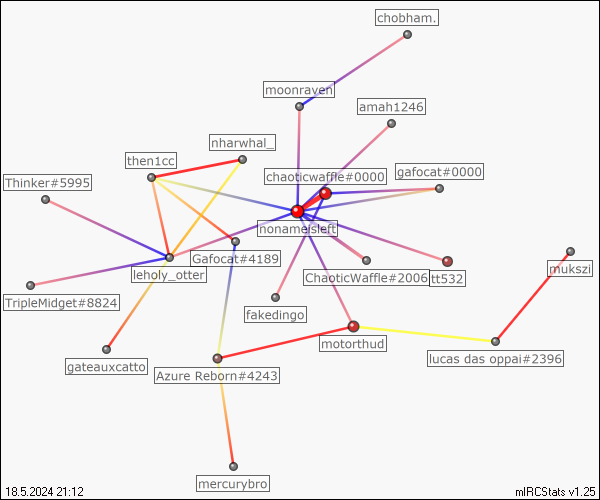 chobham.
moonraven
amah1246
nharwhal_
then1cc
chaoticwaffle#0000
gafocat#0000
Thinker#5995
nonameisleft
Gafocat#4189
leholy_otter
ChaoticWaffle#2006
tt532
mukszi
TripleMidget#8824
fakedingo
motorthud
gateauxcatto
lucas das oppai#2396
Azure Reborn#4243
mercurybro
18.5.2024 21:12
mIRCStats v1.25